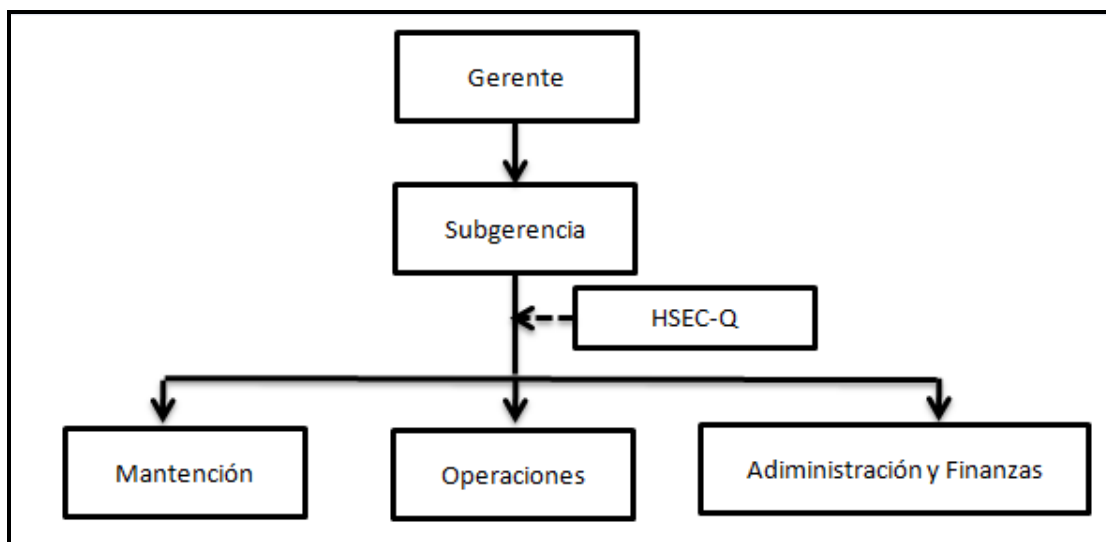 Gerente
Subgerencia
HSEC-Q
Mantención
Operaciones
Adiministración y Finanzas